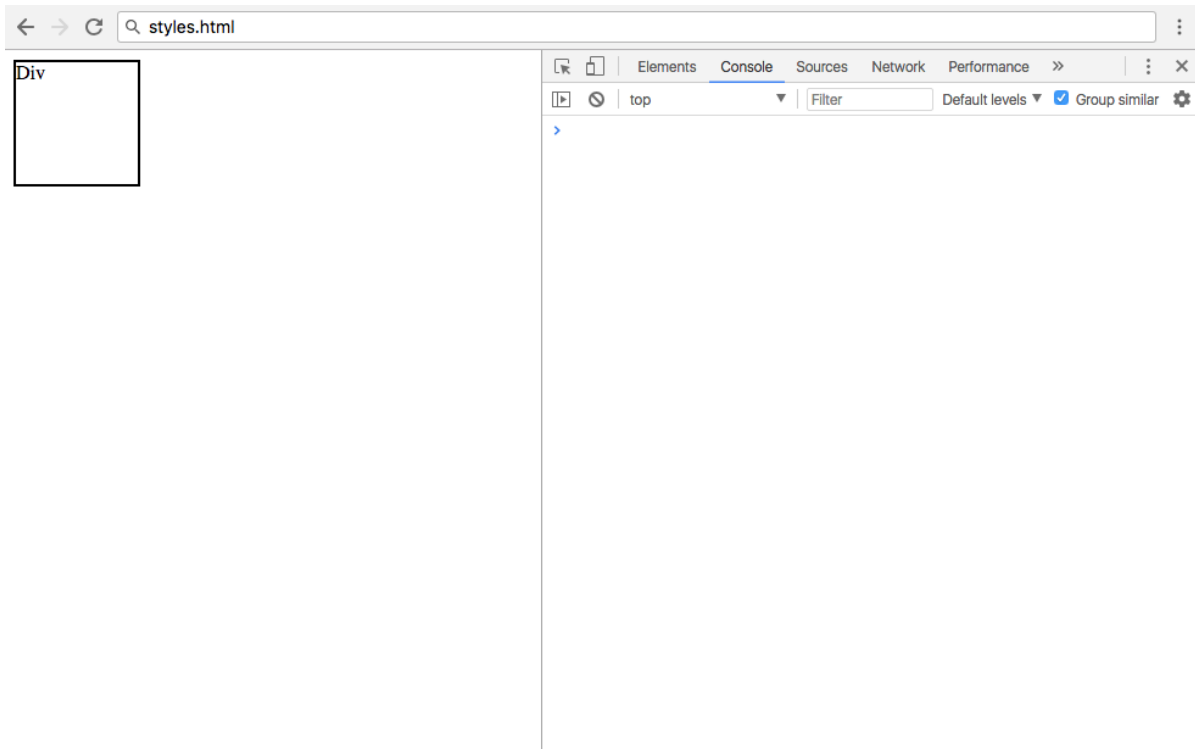 styles.html
Div
Elements Console Sources Network Performance »
top ▼ Filter Default levels ▼ Group similar
›